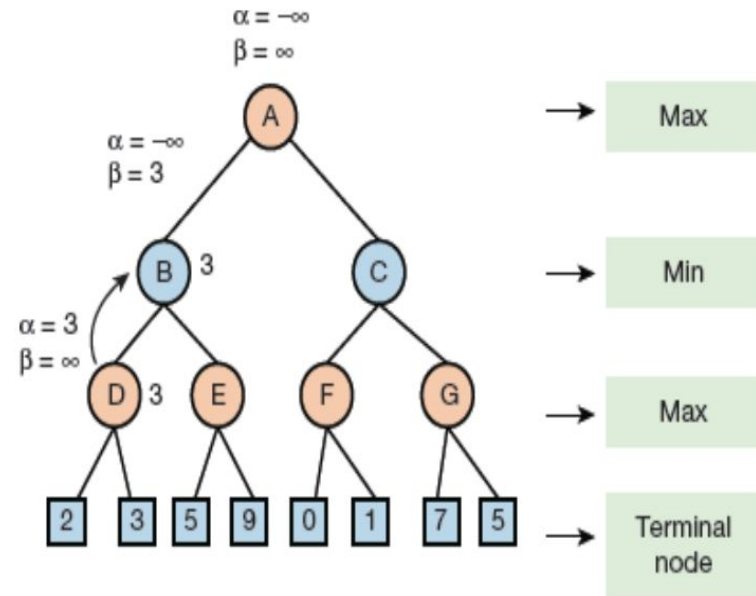 α = −∞
β = ∞
A
Max
α = −∞
β = 3
B 3
C
Min
α = 3
β = ∞
D 3
E
F
G
Max
2
3
5
9
0
1
7
5
Terminal
node